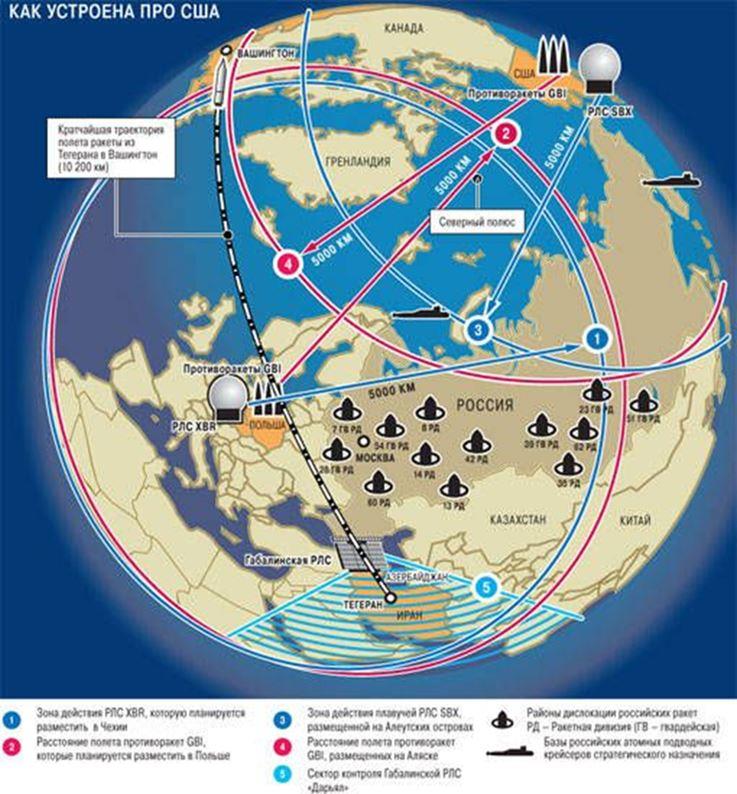 КАК УСТРОЕНА ПРО США
ВАШИНГТОН
КАНАДА
США
Противоракеты GBI
РЛС SBX
Кратчайшая траектория
полета ракеты из
Тегерана в Вашингтон
(10 200 км)
ГРЕНЛАНДИЯ
2
5000 КМ
5000 КМ
Северный полюс
5000 КМ
4
3
1
Противоракеты GBI
РЛС XBR
ПОЛЬША
5000 КМ
РОССИЯ
23 ГВ РД
51 ГВ РД
7 ГВ РД
54 ГВ РД
8 РД
39 ГВ РД
62 РД
МОСКВА
28 ГВ РД
14 РД
42 РД
35 РД
60 РД
13 РД
КАЗАХСТАН
КИТАЙ
Габалинская РЛС
АЗЕРБАЙДЖАН
ТЕГЕРАН
ИРАН
5
1 Зона действия РЛС XBR, которую планируется
разместить в Чехии
2 Расстояние полета противоракет GBI,
которые планируется разместить в Польше
3 Зона действия плавучей РЛС SBX,
размещенной на Алеутских островах
4 Расстояние полета противоракет
GBI, размещенных на Аляске
5 Сектор контроля Габалинской РЛС
«Дарьял»
Районы дислокации российских ракет
РД – Ракетная дивизия (ГВ – гвардейская)
Базы российских атомных подводных
крейсеров стратегического назначения